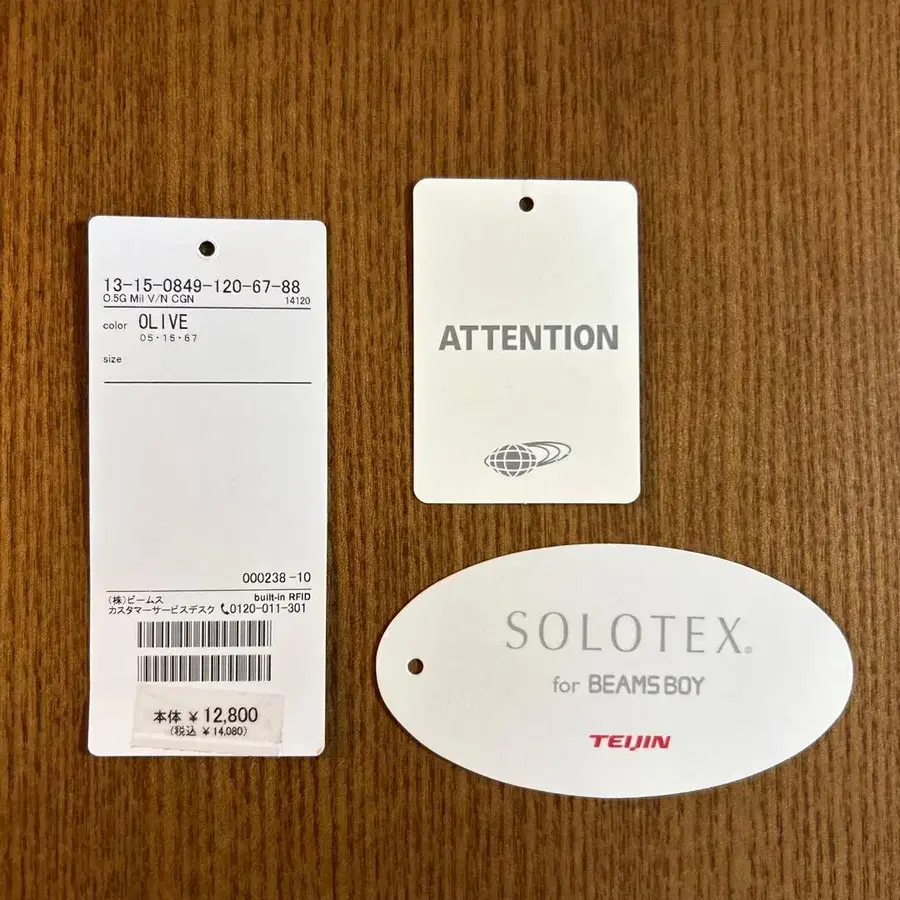 13-15-0849-120-67-88
0.5G Mil V/N CGN 14120
color OLIVE
05・15・67
size
000238-10
(株)ビームス built-in RFID
カスタマーサービスデスク 0120-011-301
本体 ¥12,800
(税込 ¥14,080)
ATTENTION
SOLOTEX®
for BEAMS BOY
TEIJIN